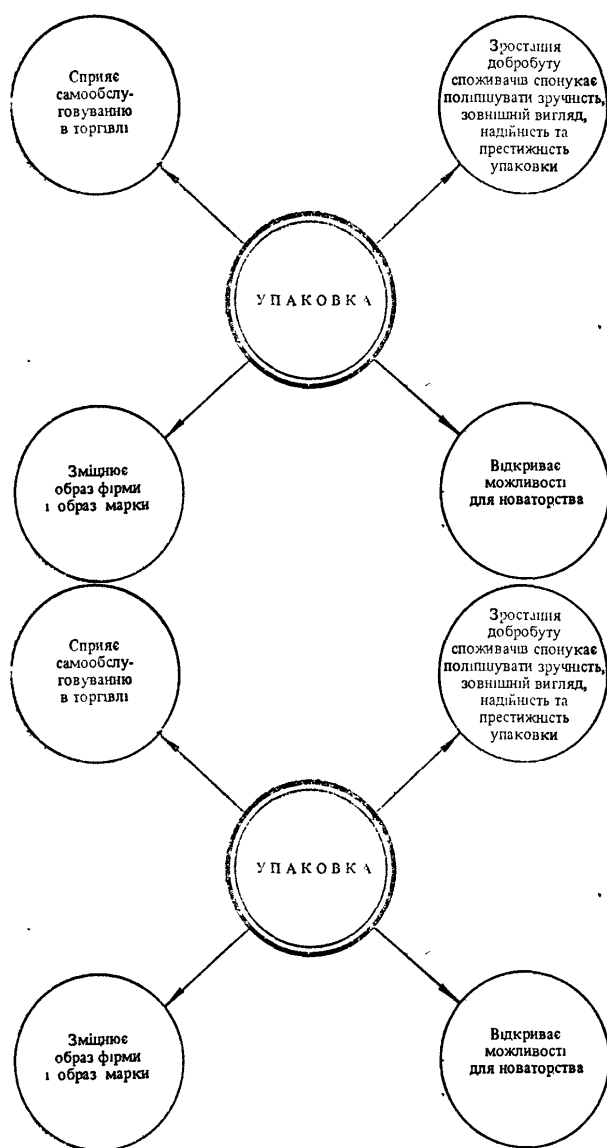 Сприяє
самообслу-
говуванню
в торгівлі
Зростання
добробуту
споживачів спонукає
поліпшувати зручність,
зовнішній вигляд,
надійність та
престижність
упаковки
УПАКОВКА
Зміцнює
образ фірми
і образ марки
Відкриває
можливості
для новаторства
Сприяє
самообслу-
говуванню
в торгівлі
Зростання
добробуту
споживачів спонукає
поліпшувати зручність,
зовнішній вигляд,
надійність та
престижність
упаковки
УПАКОВКА
Зміцнює
образ фірми
і образ марки
Відкриває
можливості
для новаторства